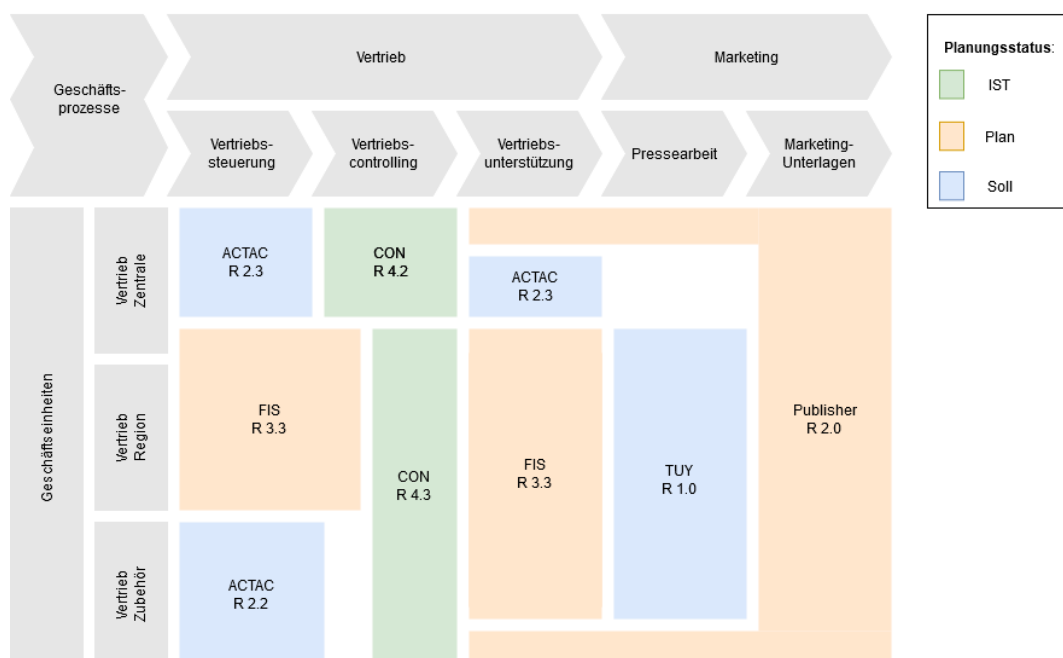 Geschäfts-
prozesse
Vertrieb
Marketing
Vertriebs-
steuerung
Vertriebs-
controlling
Vertriebs-
unterstützung
Pressearbeit
Marketing-
Unterlagen
Planungsstatus:
IST
Plan
Soll
Geschäftseinheiten
Vertrieb
Zentrale
ACTAC
R 2.3
CON
R 4.2
ACTAC
R 2.3
Vertrieb
Region
FIS
R 3.3
CON
R 4.3
FIS
R 3.3
TUY
R 1.0
Publisher
R 2.0
Vertrieb
Zubehör
ACTAC
R 2.2